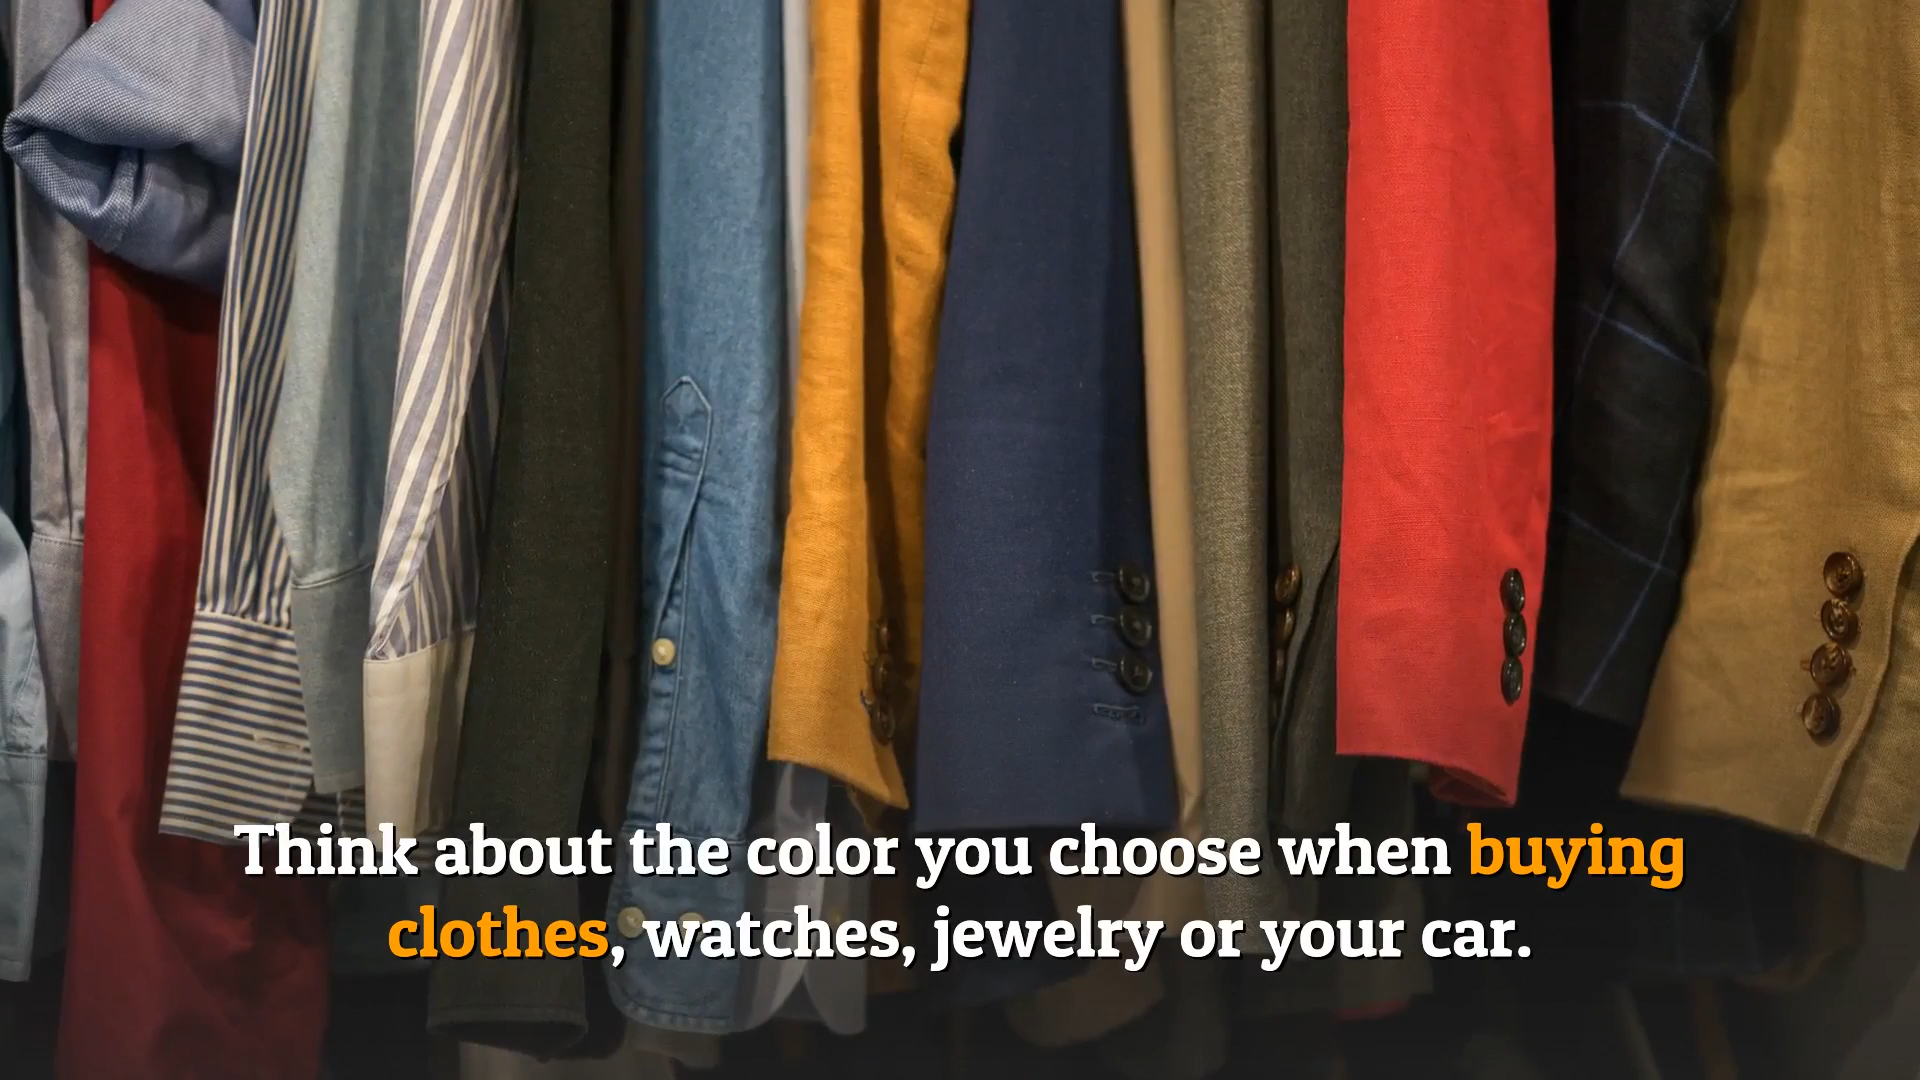 Think about the color you choose when buying
clothes, watches, jewelry or your car.